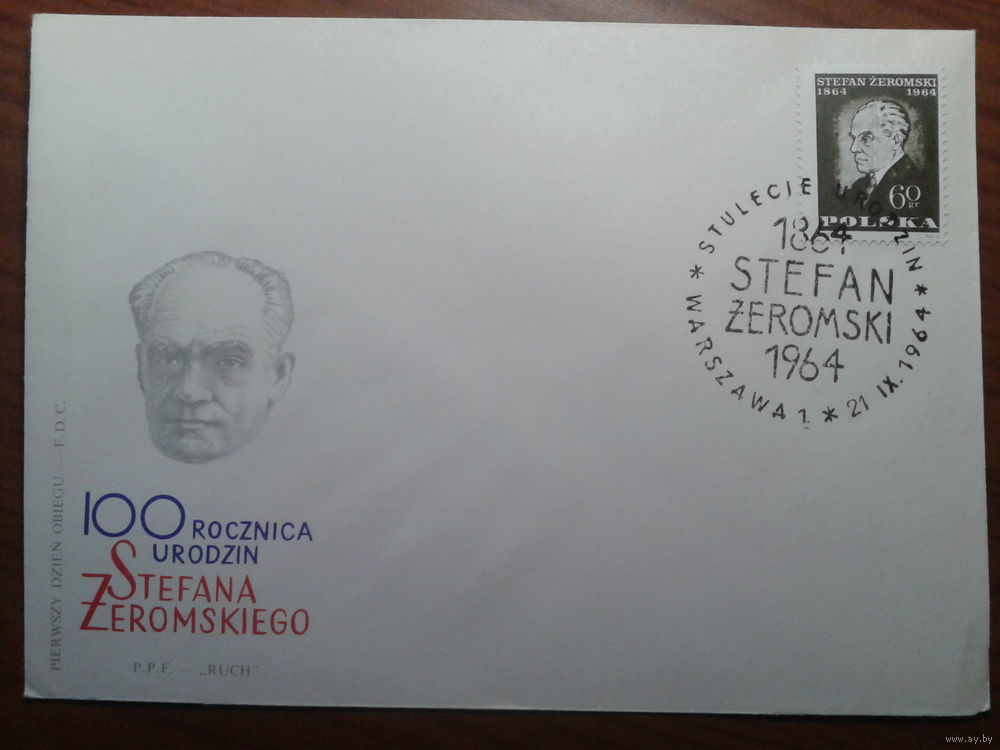 STEFAN ŻEROMSKI
1864 1964
60 gr
POLSKA
STULECIE URODZIN
1864
STEFAN
ŻEROMSKI
1964
* WARSZAWA 1 * 21 IX. 1964 *
PIERWSZY DZIEŃ OBIEGU — F.D.C.
100 ROCZNICA
URODZIN
STEFANA
ŻEROMSKIEGO
P.P.F. — „RUCH"
www.ay.by